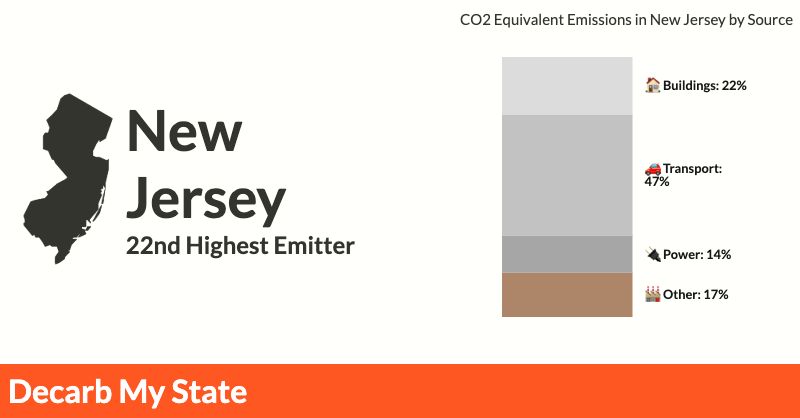 CO2 Equivalent Emissions in New Jersey by Source
New
Jersey
22nd Highest Emitter
Buildings: 22%
Transport:
47%
Power: 14%
Other: 17%
Decarb My State